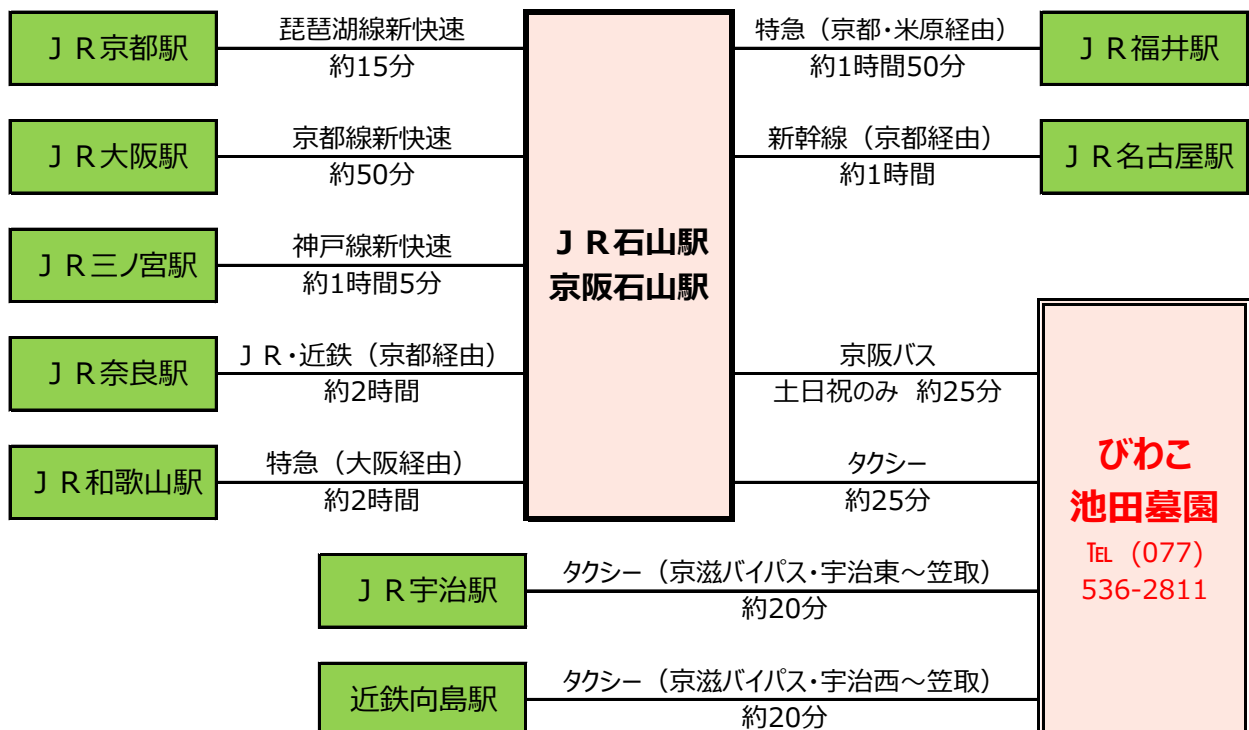 ＪＲ京都駅
琵琶湖線新快速
約15分
ＪＲ大阪駅
京都線新快速
約50分
ＪＲ三ノ宮駅
神戸線新快速
約1時間5分
ＪＲ奈良駅
ＪＲ・近鉄（京都経由）
約2時間
ＪＲ和歌山駅
特急（大阪経由）
約2時間
ＪＲ石山駅
京阪石山駅
特急（京都・米原経由）
約1時間50分
ＪＲ福井駅
新幹線（京都経由）
約1時間
ＪＲ名古屋駅
京阪バス
土日祝のみ 約25分
タクシー
約25分
びわこ
池田墓園
℡ (077)
536-2811
ＪＲ宇治駅
タクシー（京滋バイパス・宇治東～笠取）
約20分
近鉄向島駅
タクシー（京滋バイパス・宇治西～笠取）
約20分